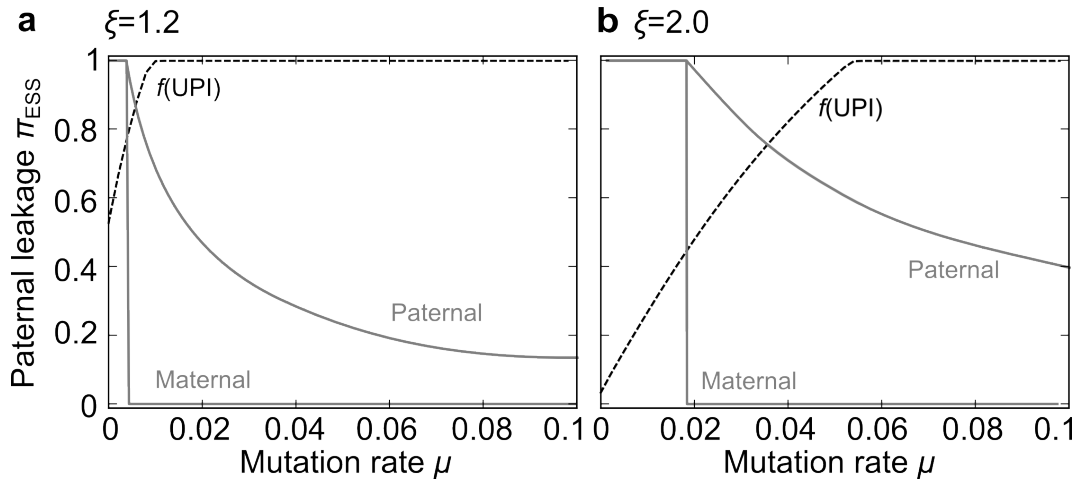 a ξ=1.2
Paternal leakage π_ESS
1
0.8
0.6
0.4
0.2
0
f(UPI)
Paternal
Maternal
0 0.02 0.04 0.06 0.08 0.1
Mutation rate μ
b ξ=2.0
f(UPI)
Paternal
Maternal
0 0.02 0.04 0.06 0.08 0.1
Mutation rate μ